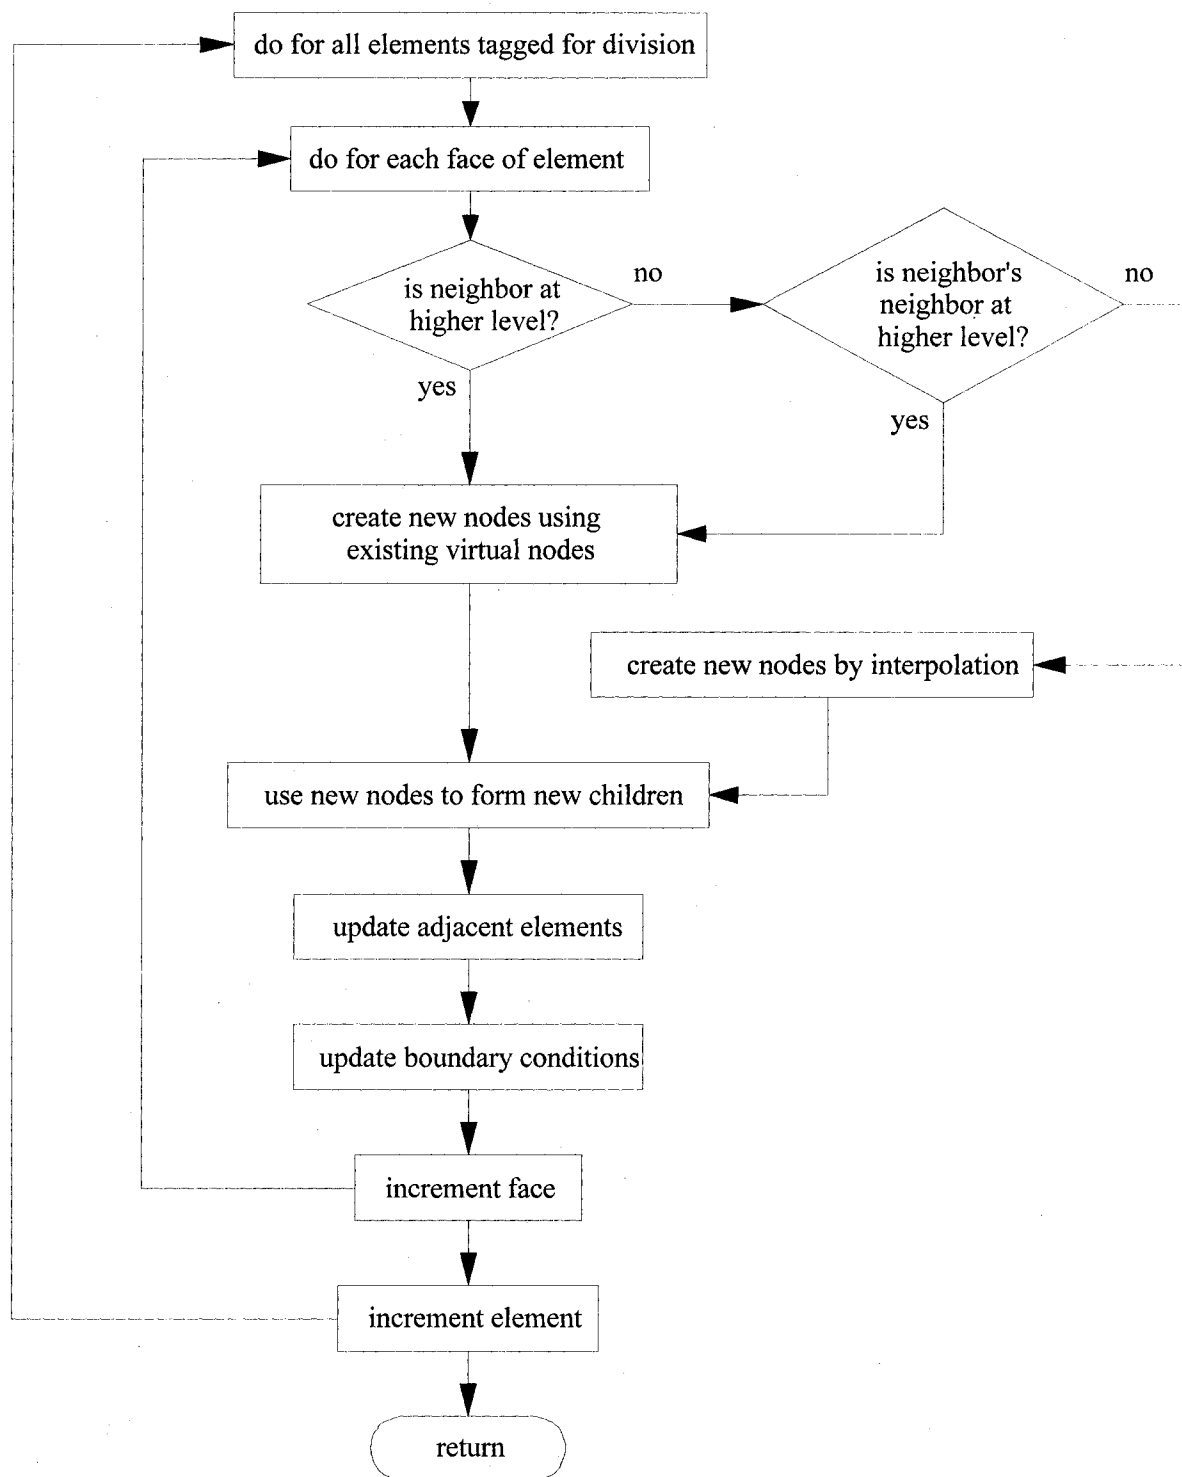 do for all elements tagged for division
do for each face of element
is neighbor at
higher level?
no
is neighbor's
neighbor at
higher level?
no
yes
yes
create new nodes using
existing virtual nodes
create new nodes by interpolation
use new nodes to form new children
update adjacent elements
update boundary conditions
increment face
increment element
return